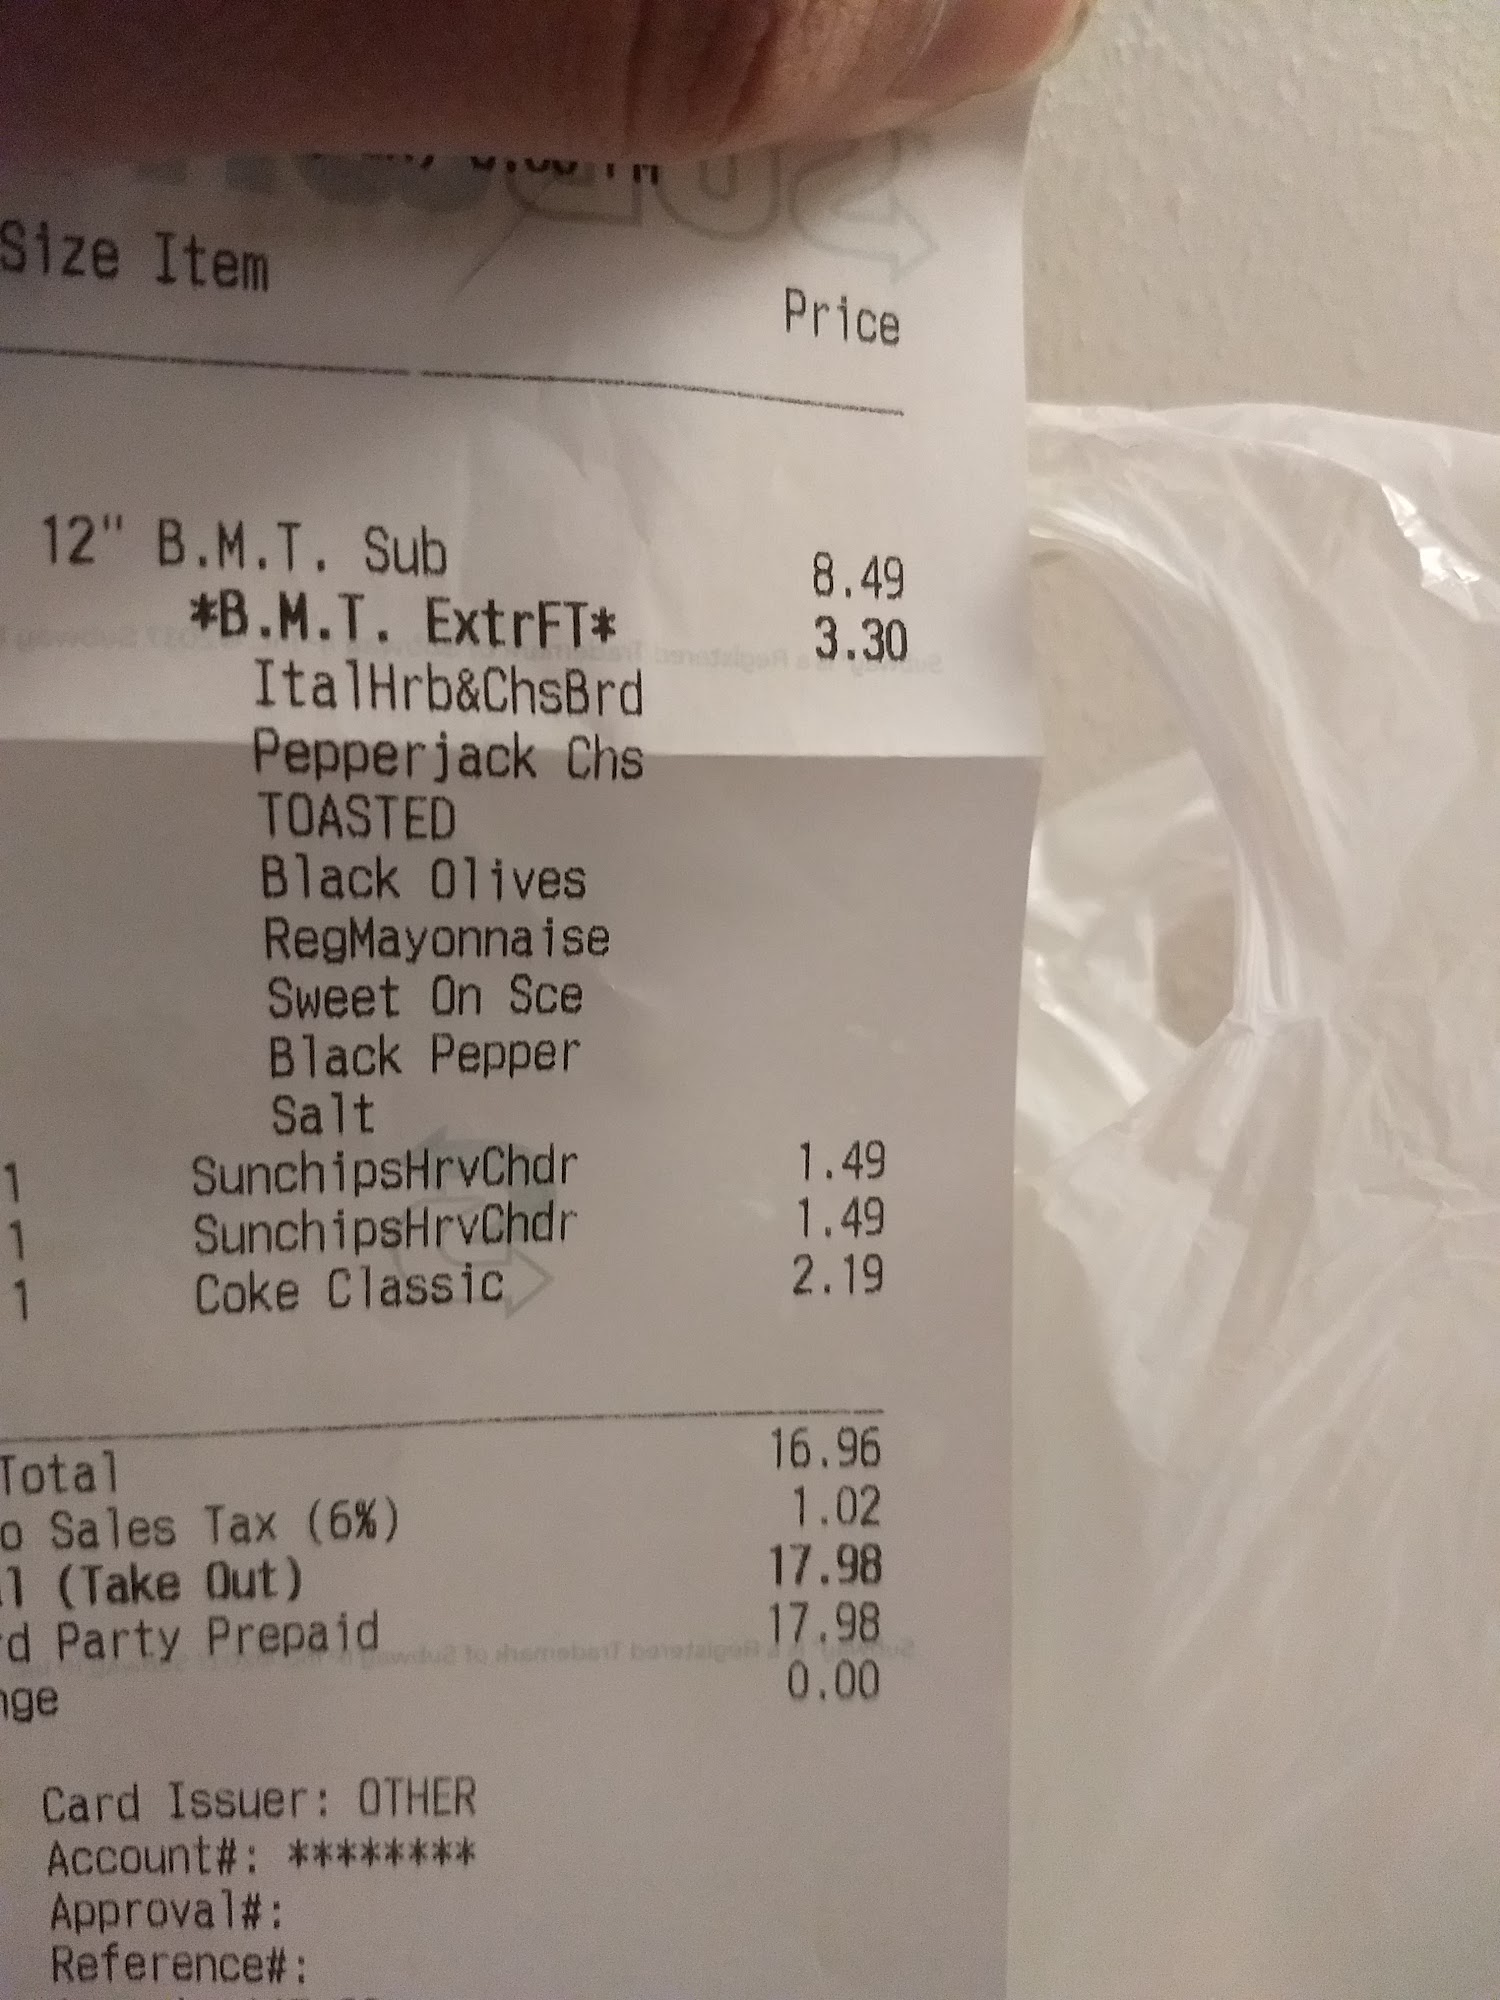 PM
Size Item Price
12" B.M.T. Sub 8.49
*B.M.T. ExtrFT* 3.30
ItalHrb&ChsBrd
Pepperjack Chs
TOASTED
Black Olives
RegMayonnaise
Sweet On Sce
Black Pepper
Salt
1 SunchipsHrvChdr 1.49
1 SunchipsHrvChdr 1.49
1 Coke Classic 2.19
Total 16.96
o Sales Tax (6%) 1.02
l (Take Out) 17.98
rd Party Prepaid 17.98
nge 0.00
Card Issuer: OTHER
Account#: ********
Approval#:
Reference#: